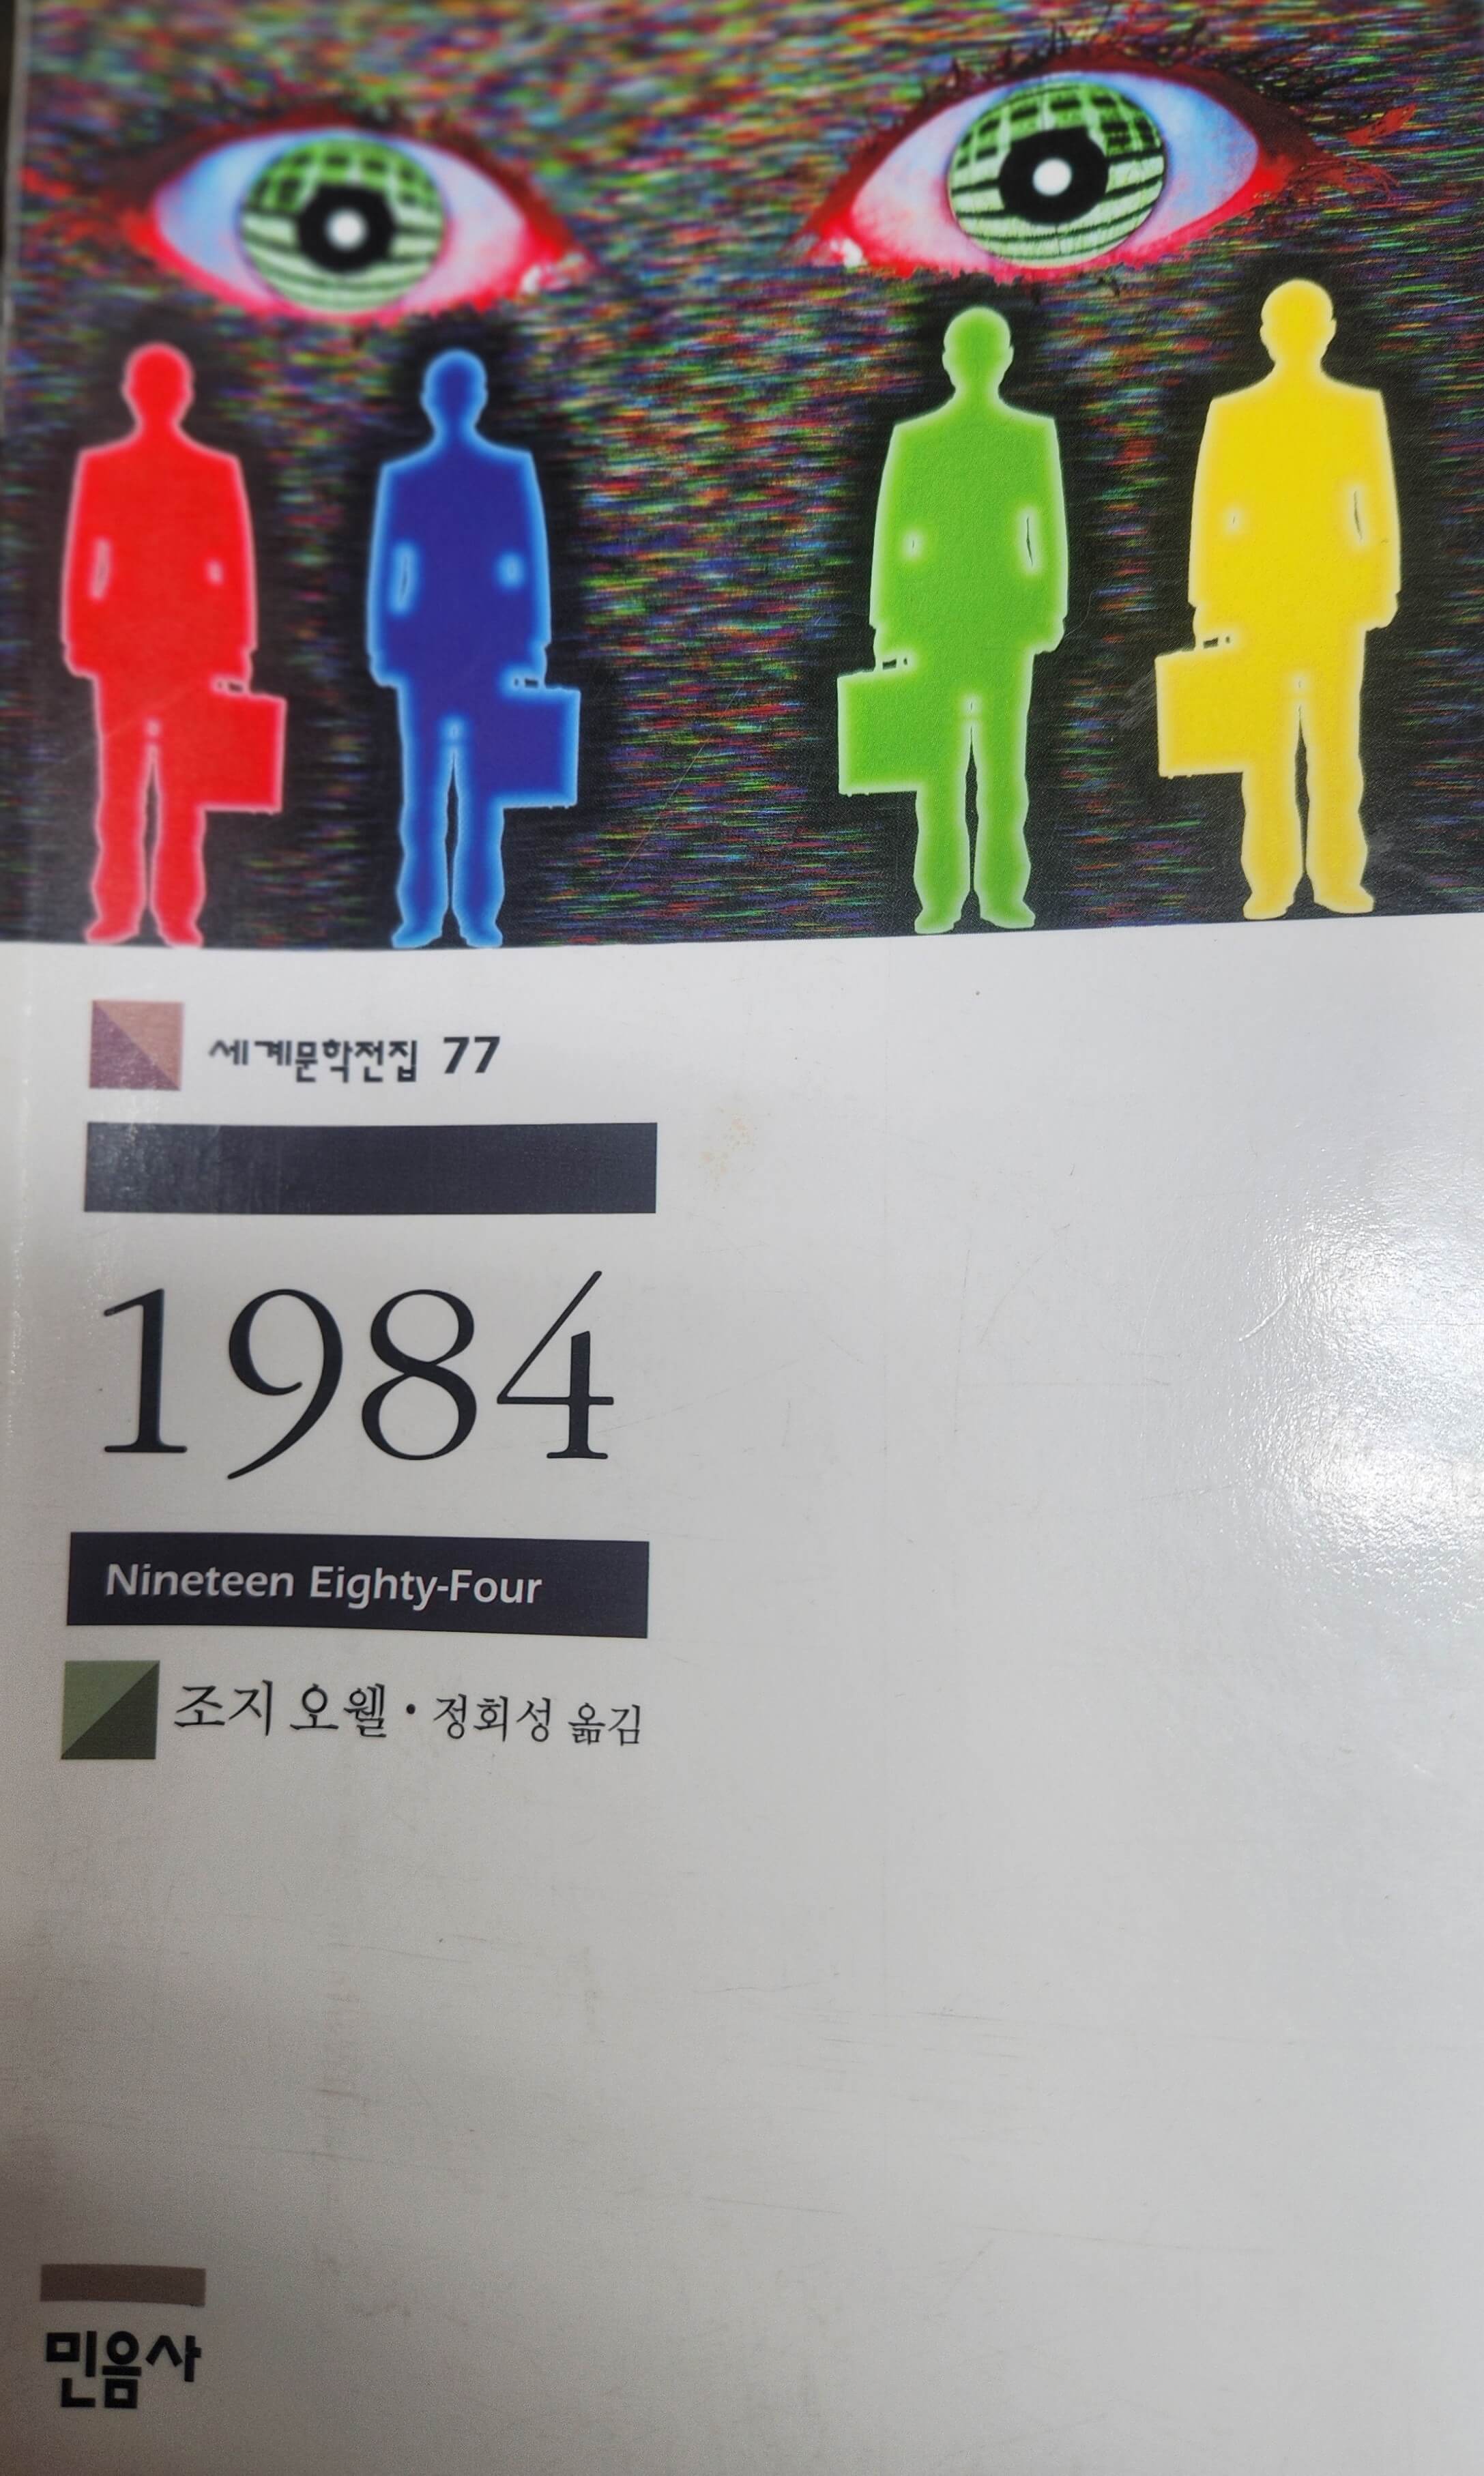 세계문학전집 77
1984
Nineteen Eighty-Four
조지 오웰 · 정회성 옮김
민음사